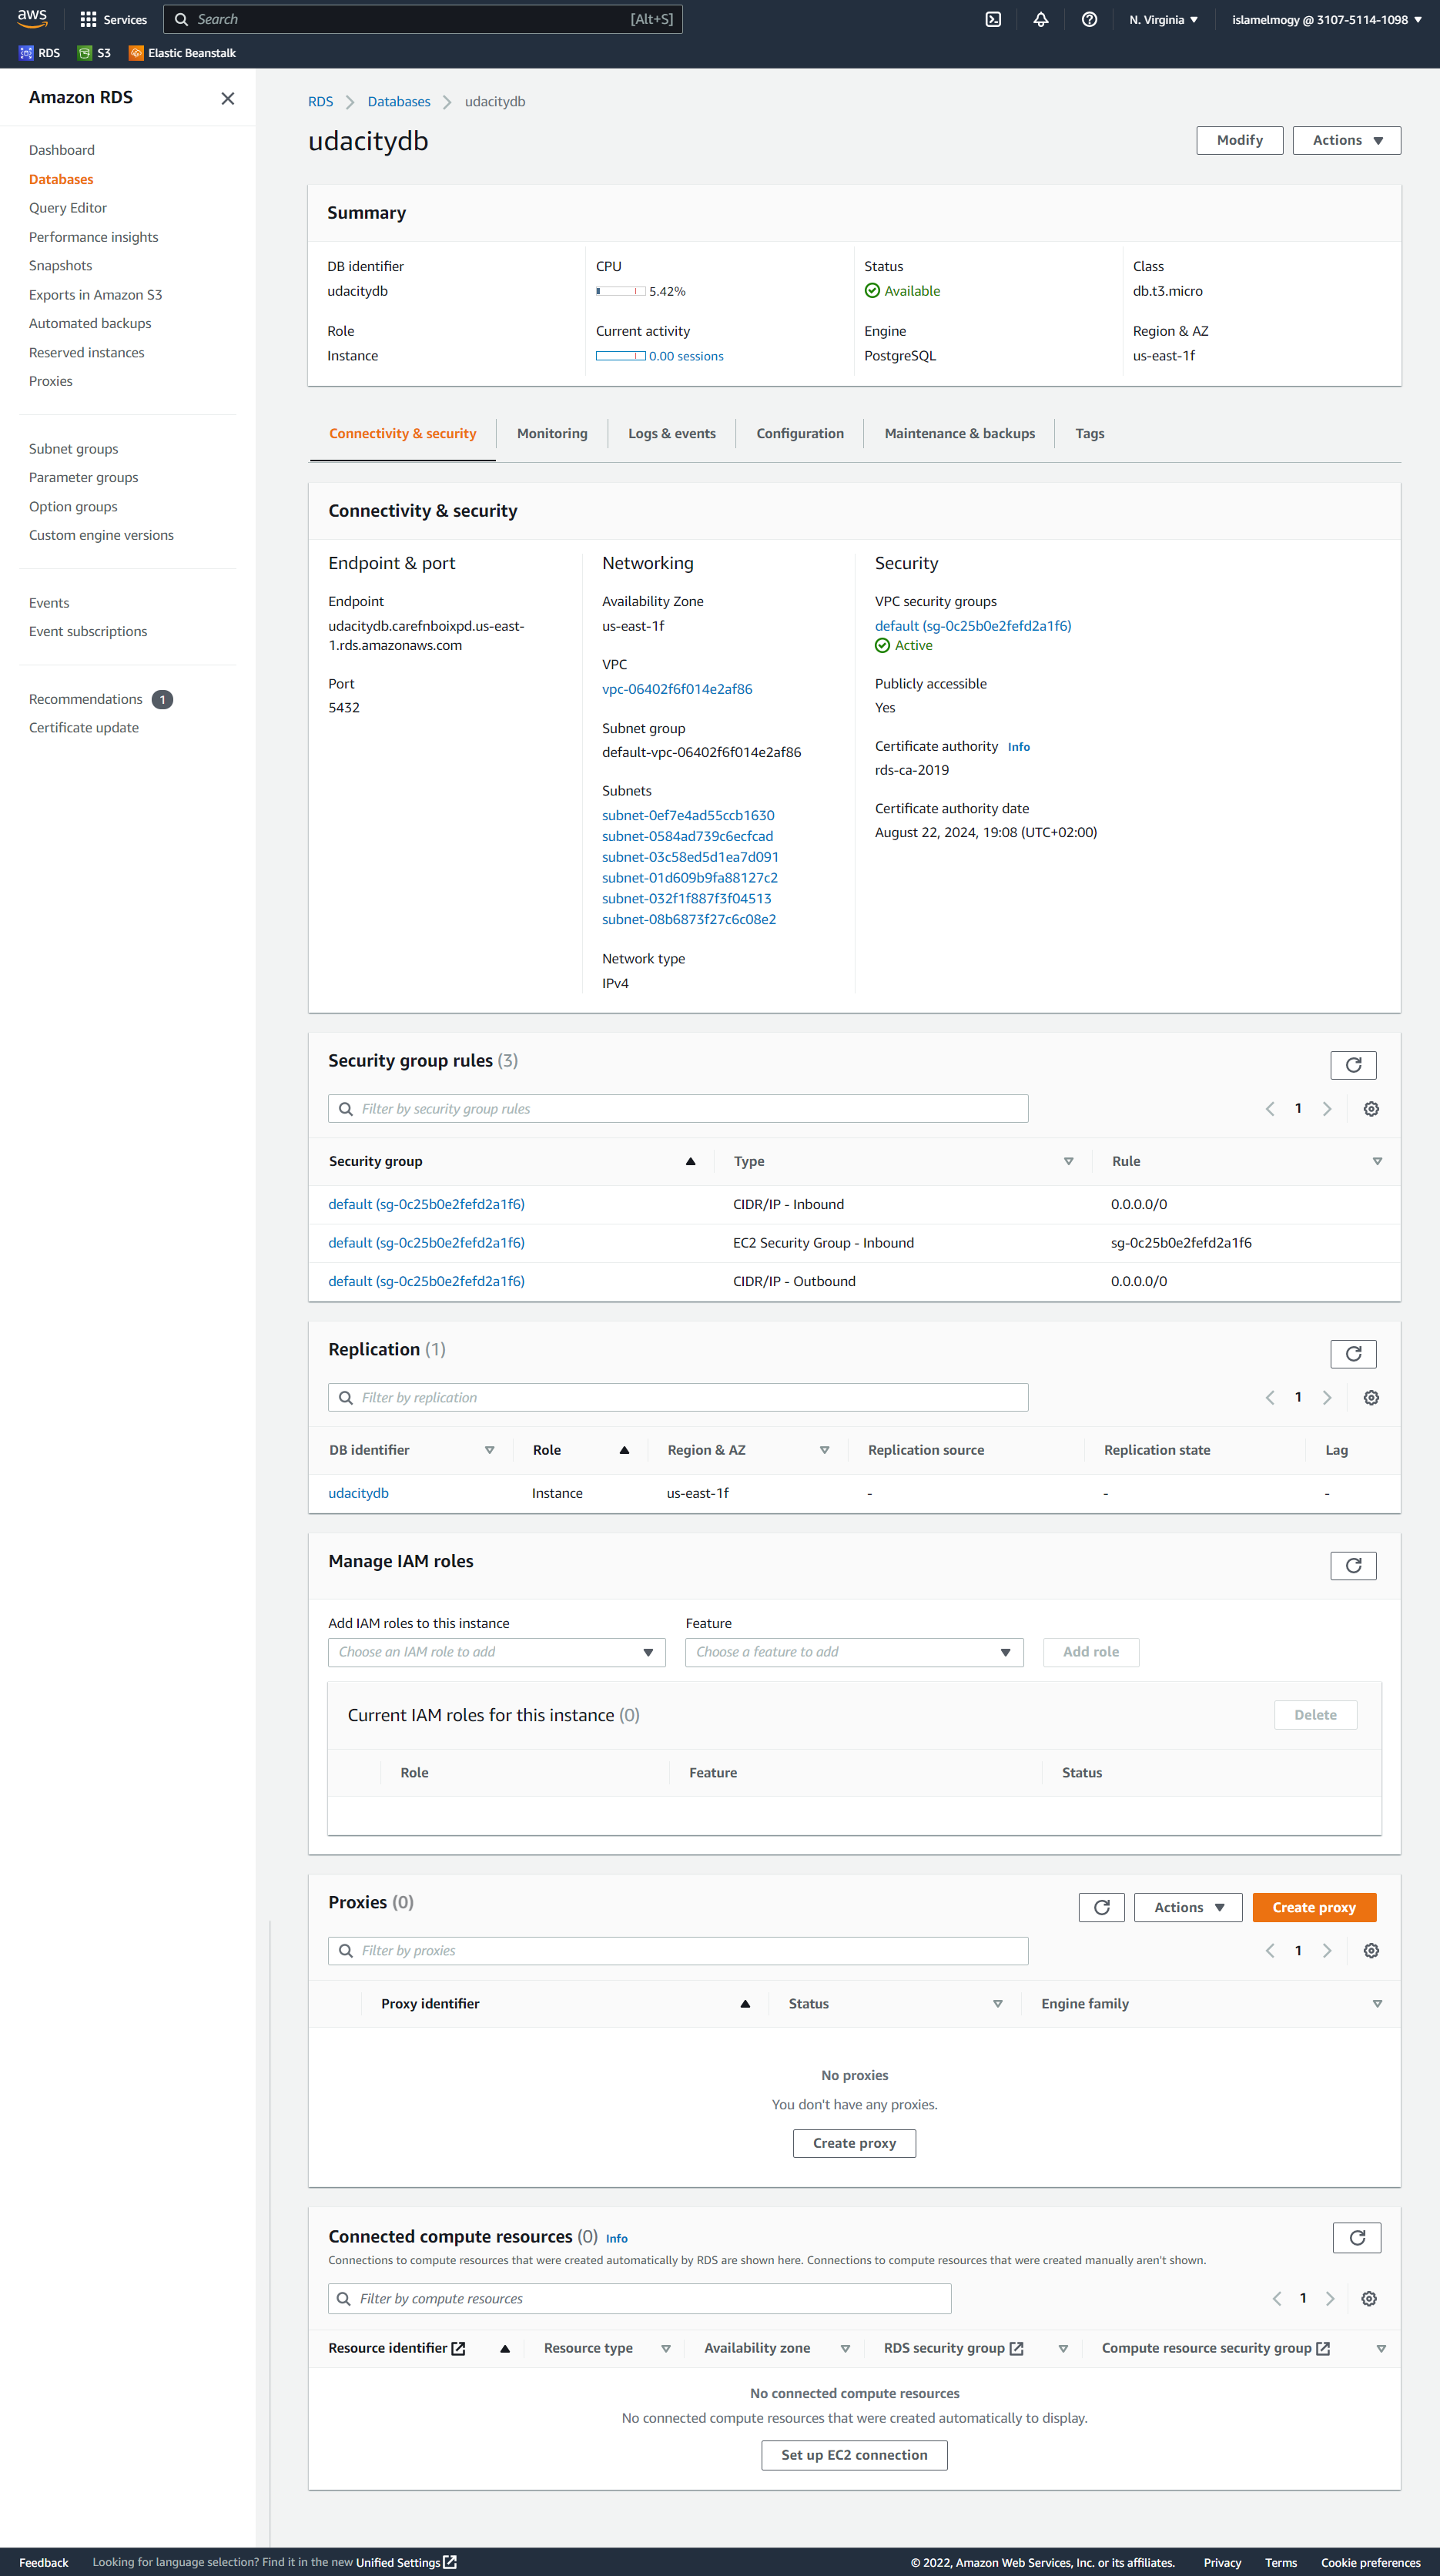 aws
Services
Search
[Alt+S]
N. Virginia
islamelmogy @ 3107-5114-1098
RDS
S3
Elastic Beanstalk
Amazon RDS
Dashboard
Databases
Query Editor
Performance insights
Snapshots
Exports in Amazon S3
Automated backups
Reserved instances
Proxies
Subnet groups
Parameter groups
Option groups
Custom engine versions
Events
Event subscriptions
Recommendations 1
Certificate update
RDS > Databases > udacitydb
udacitydb
Modify
Actions
Summary
DB identifier
udacitydb
CPU
5.42%
Status
Available
Class
db.t3.micro
Role
Instance
Current activity
0.00 sessions
Engine
PostgreSQL
Region & AZ
us-east-1f
Connectivity & security
Monitoring
Logs & events
Configuration
Maintenance & backups
Tags
Connectivity & security
Endpoint & port
Endpoint
udacitydb.carefnboixpd.us-east-
1.rds.amazonaws.com
Port
5432
Networking
Availability Zone
us-east-1f
VPC
vpc-06402f6f014e2af86
Subnet group
default-vpc-06402f6f014e2af86
Subnets
subnet-0ef7e4ad55ccb1630
subnet-0584ad739c6ecfcad
subnet-03c58ed5d1ea7d091
subnet-01d609b9fa88127c2
subnet-032f1f887f3f04513
subnet-08b6873f27c6c08e2
Network type
IPv4
Security
VPC security groups
default (sg-0c25b0e2fefd2a1f6)
Active
Publicly accessible
Yes
Certificate authority Info
rds-ca-2019
Certificate authority date
August 22, 2024, 19:08 (UTC+02:00)
Security group rules (3)
Filter by security group rules
1
Security group Type Rule
default (sg-0c25b0e2fefd2a1f6) CIDR/IP - Inbound 0.0.0.0/0
default (sg-0c25b0e2fefd2a1f6) EC2 Security Group - Inbound sg-0c25b0e2fefd2a1f6
default (sg-0c25b0e2fefd2a1f6) CIDR/IP - Outbound 0.0.0.0/0
Replication (1)
Filter by replication
1
DB identifier Role Region & AZ Replication source Replication state Lag
udacitydb Instance us-east-1f - - -
Manage IAM roles
Add IAM roles to this instance
Choose an IAM role to add
Feature
Choose a feature to add
Add role
Current IAM roles for this instance (0)
Delete
Role Feature Status
Proxies (0)
Actions
Create proxy
Filter by proxies
1
Proxy identifier Status Engine family
No proxies
You don't have any proxies.
Create proxy
Connected compute resources (0) Info
Connections to compute resources that were created automatically by RDS are shown here. Connections to compute resources that were created manually aren't shown.
Filter by compute resources
1
Resource identifier Resource type Availability zone RDS security group Compute resource security group
No connected compute resources
No connected compute resources that were created automatically to display.
Set up EC2 connection
Feedback
Looking for language selection? Find it in the new Unified Settings
© 2022, Amazon Web Services, Inc. or its affiliates.
Privacy
Terms
Cookie preferences